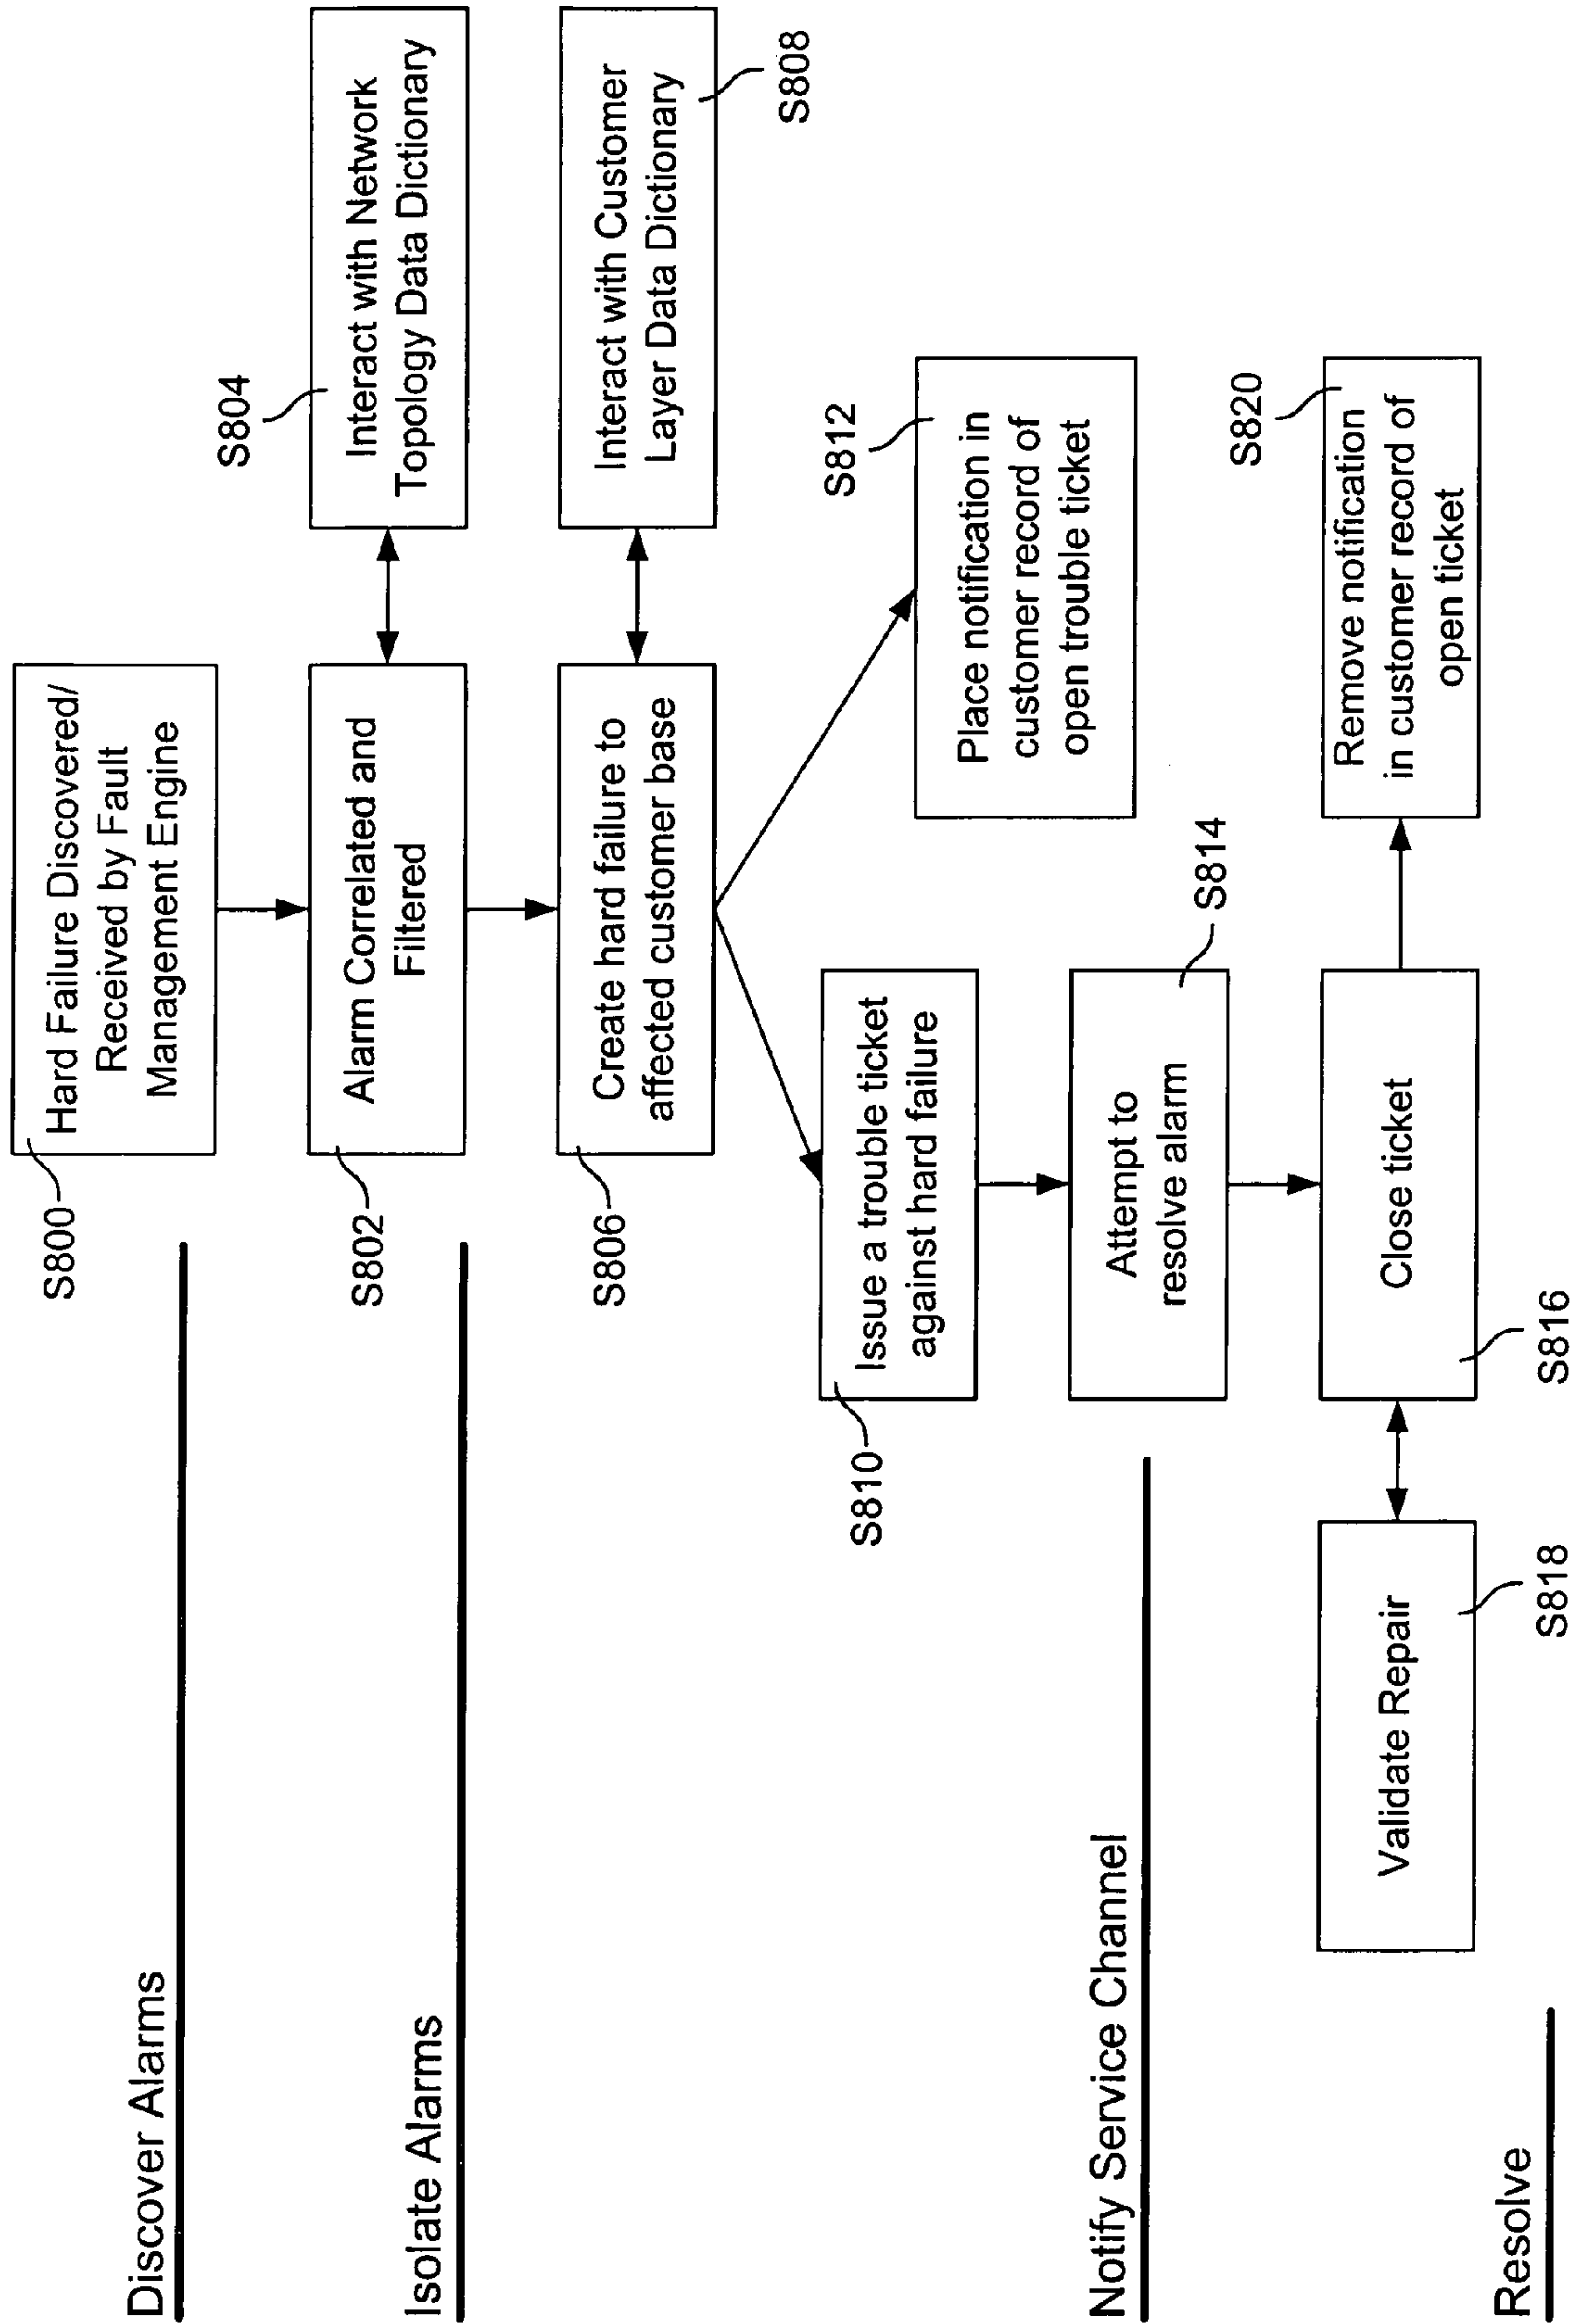 Discover Alarms
S800
Hard Failure Discovered/
Received by Fault
Management Engine
Isolate Alarms
S802
Alarm Correlated and
Filtered
S804
Interact with Network
Topology Data Dictionary
S806
Create hard failure to
affected customer base
Interact with Customer
Layer Data Dictionary
S808
S810
Issue a trouble ticket
against hard failure
S812
Place notification in
customer record of
open trouble ticket
Notify Service Channel
Attempt to
resolve alarm
S814
Validate Repair
S818
Close ticket
S816
S820
Remove notification
in customer record of
open ticket
Resolve